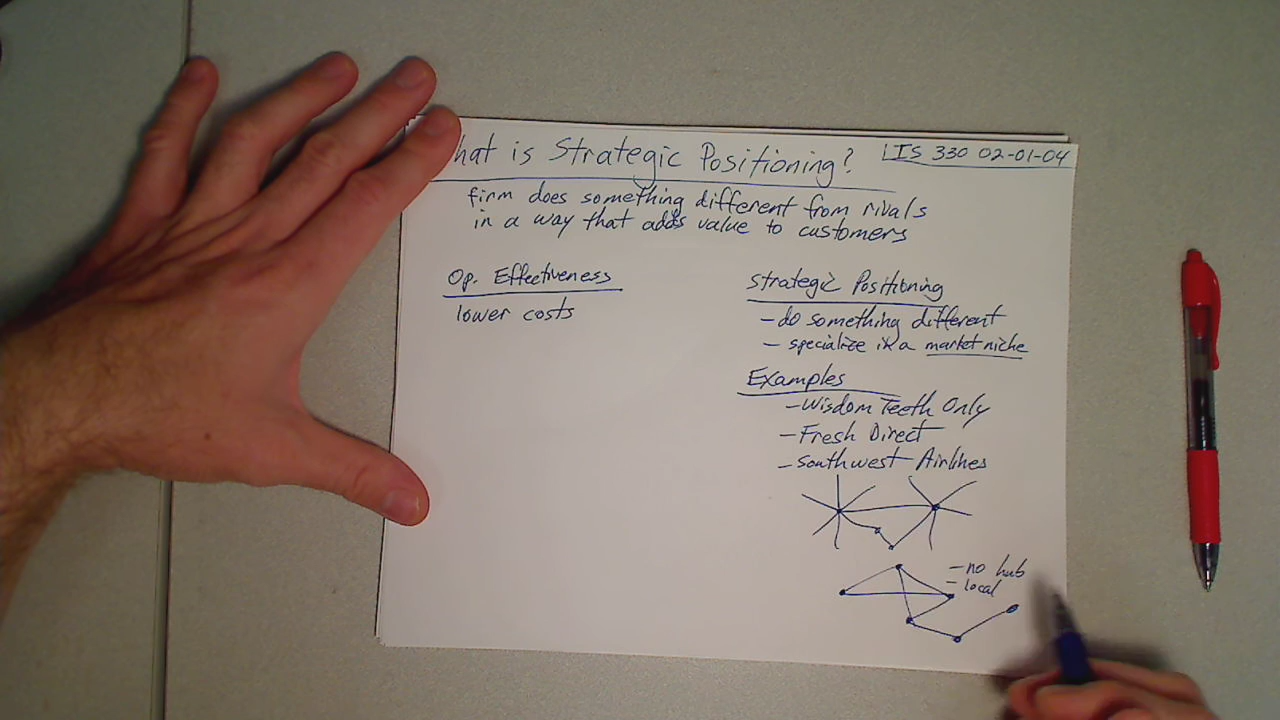 hat is Strategic Positioning?
LIS 330 02-01-04
firm does something different from rivals
in a way that adds value to customers
Op. Effectiveness
lower costs
Strategic Positioning
- do something different
- specialize in a market niche
Examples
- Wisdom Teeth Only
- Fresh Direct
- Southwest Airlines
- no hub
- local